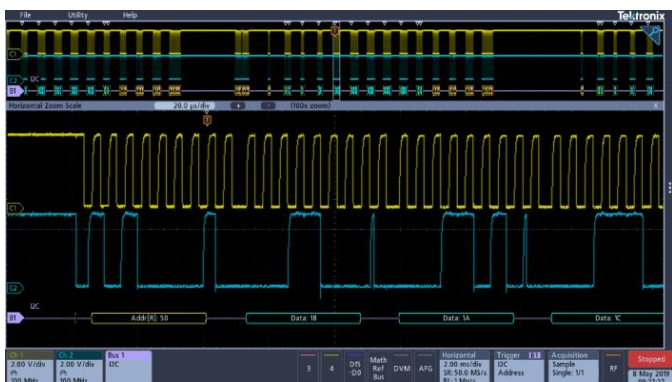 File Utility Help
Tektronix
C1
C2 I2C
B1
Horizontal Zoom Scale 20.0 µs/div + - (100x zoom) X
T
C1
C2
I2C
B1 Addr[R]: 50 Data: 18 Data: 1A Data: 1C
Ch 1 Ch 2 Bus 1 Horizontal Trigger B1 Acquisition Stopped
2.00 V/div 2.00 V/div I2C 3 4 D15 -D0 Math Ref Bus DVM AFG 2.00 ms/div I2C Sample RF
100 MHz 100 MHz SR: 50.0 MS/s Address Single: 1/1 8 May 2019